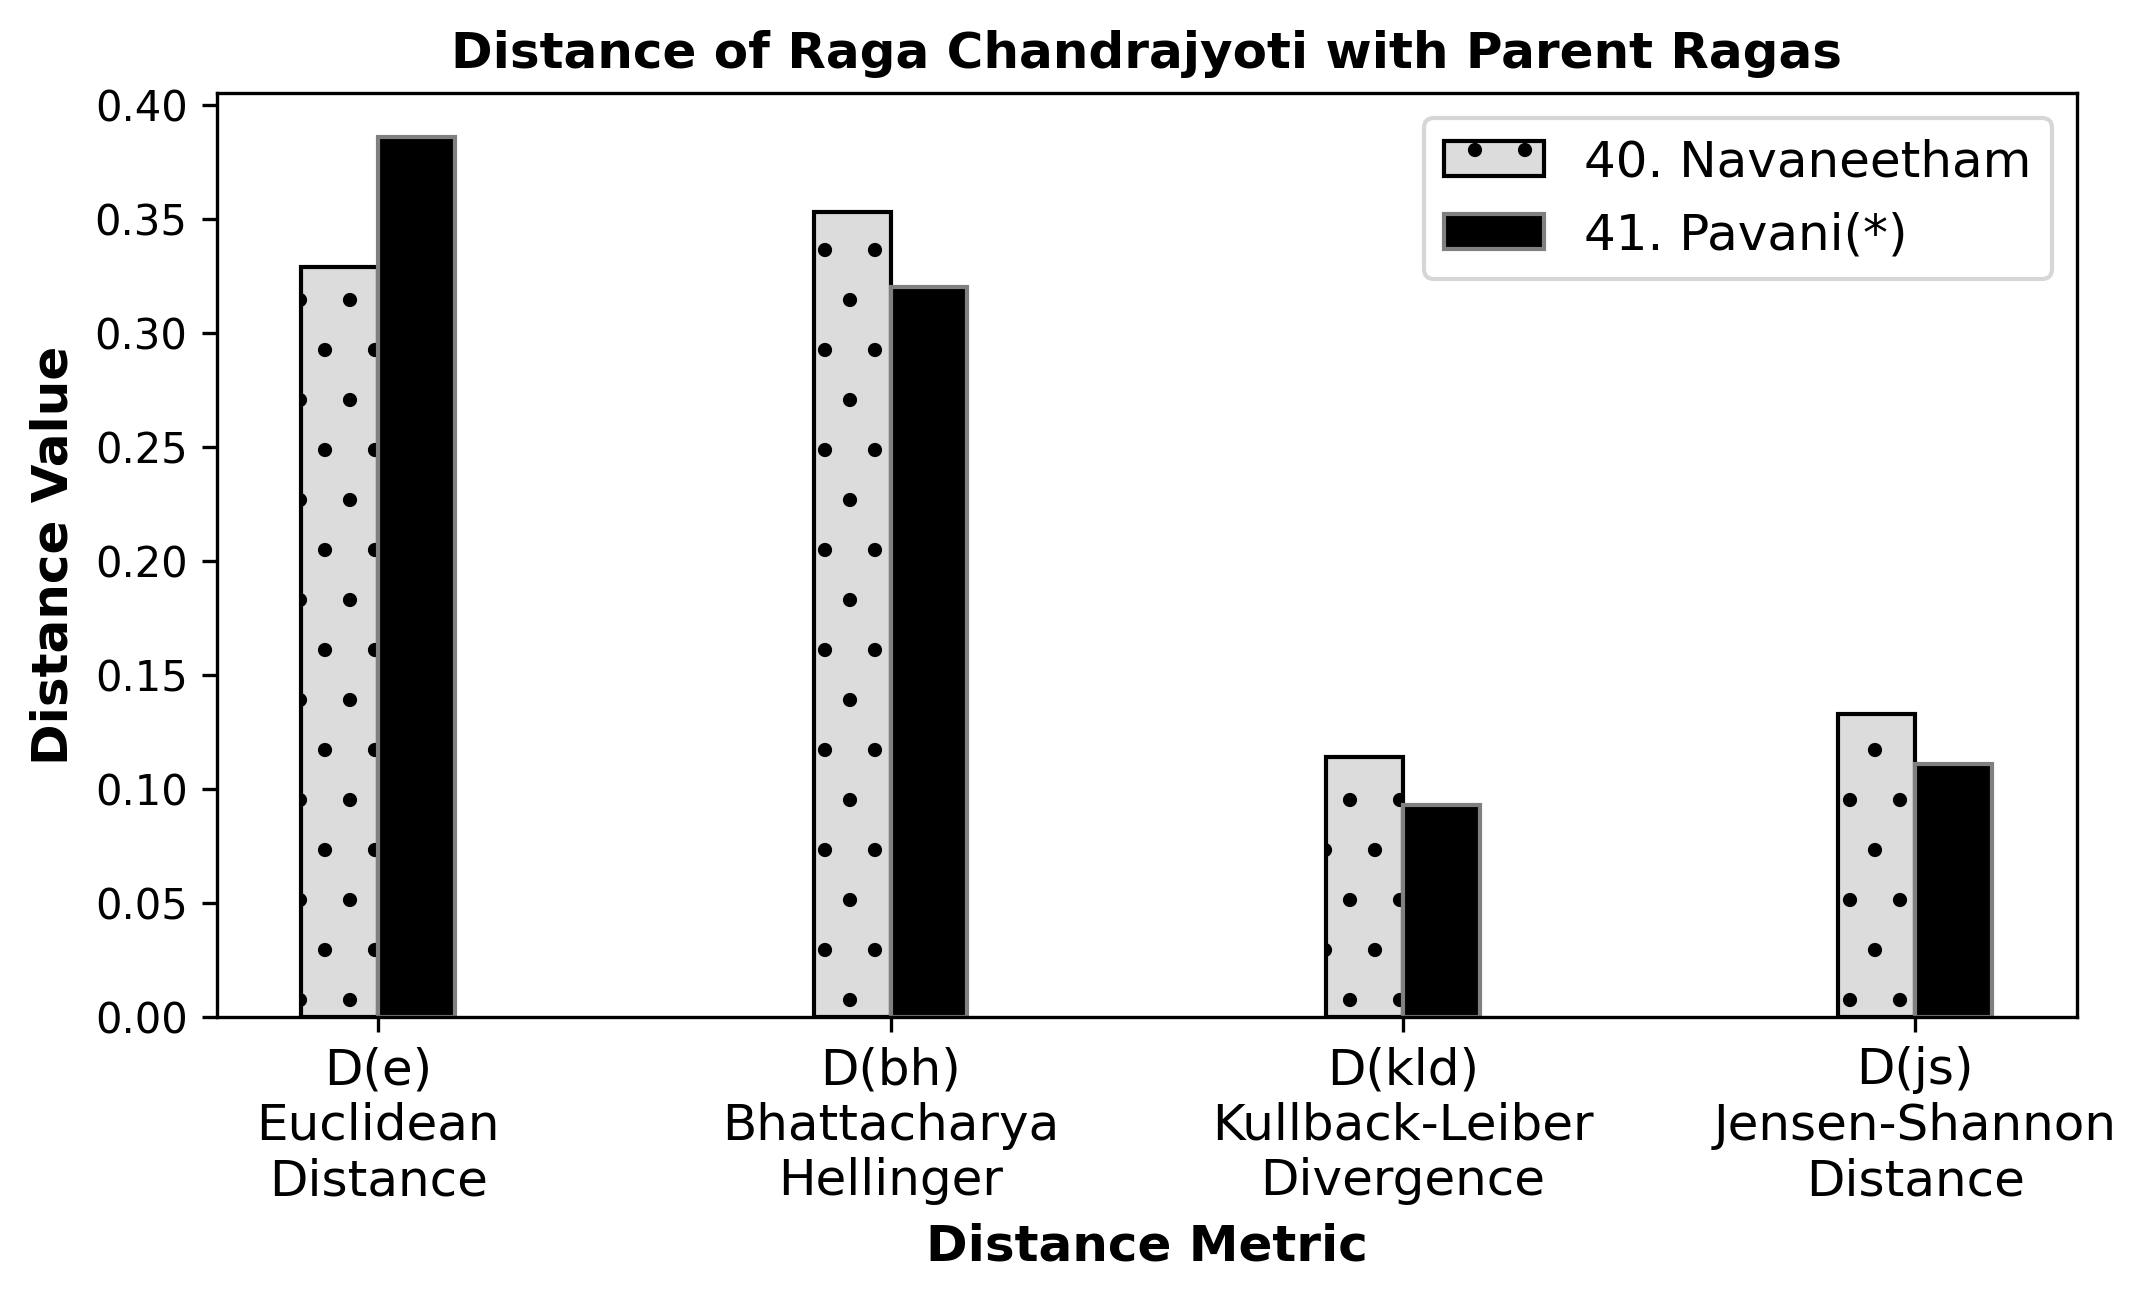 Distance of Raga Chandrajyoti with Parent Ragas
40. Navaneetham
41. Pavani(*)
Distance Value
0.40
0.35
0.30
0.25
0.20
0.15
0.10
0.05
0.00
D(e)
Euclidean
Distance
D(bh)
Bhattacharya
Hellinger
D(kld)
Kullback-Leiber
Divergence
D(js)
Jensen-Shannon
Distance
Distance Metric